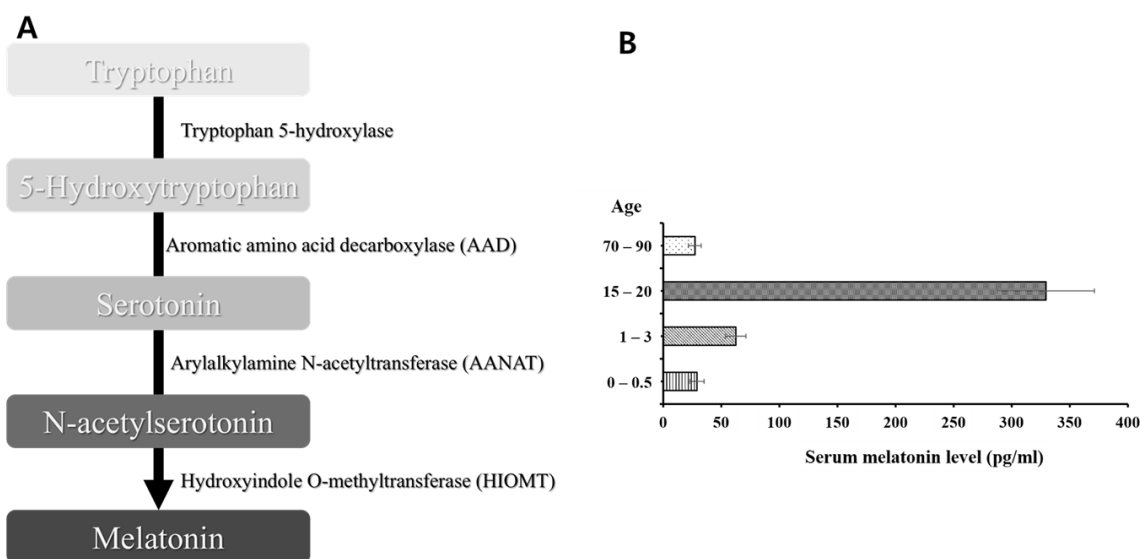 A
Tryptophan
Tryptophan 5-hydroxylase
5-Hydroxytryptophan
Aromatic amino acid decarboxylase (AAD)
Serotonin
Arylalkylamine N-acetyltransferase (AANAT)
N-acetylserotonin
Hydroxyindole O-methyltransferase (HIOMT)
Melatonin
B
Age
70 – 90
15 – 20
1 – 3
0 – 0.5
0 50 100 150 200 250 300 350 400
Serum melatonin level (pg/ml)